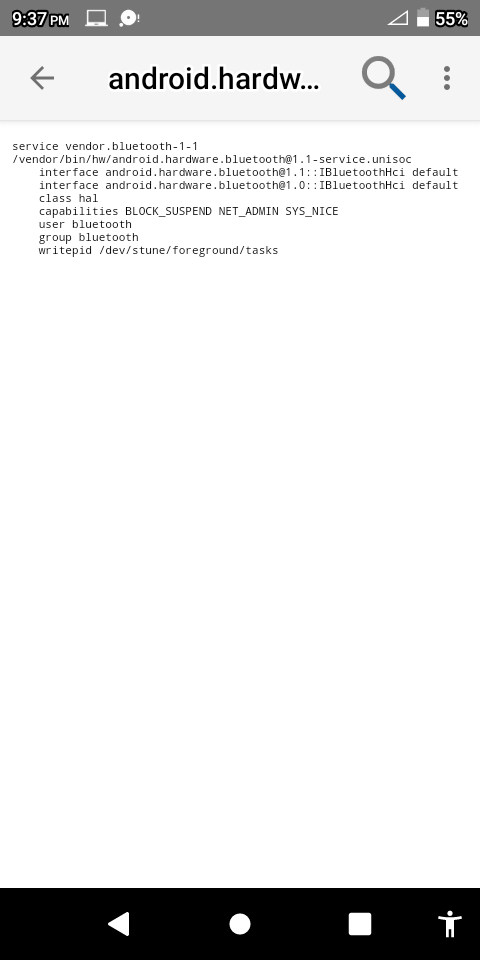 9:37 PM
55%
android.hardw...
service vendor.bluetooth-1-1
/vendor/bin/hw/android.hardware.bluetooth@1.1-service.unisoc
    interface android.hardware.bluetooth@1.1::IBluetoothHci default
    interface android.hardware.bluetooth@1.0::IBluetoothHci default
    class hal
    capabilities BLOCK_SUSPEND NET_ADMIN SYS_NICE
    user bluetooth
    group bluetooth
    writepid /dev/stune/foreground/tasks